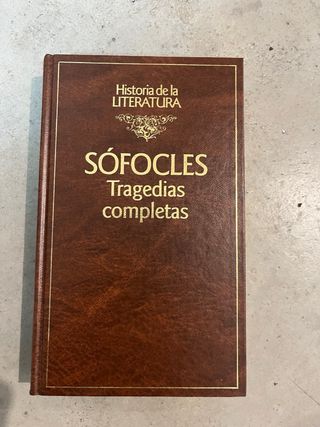 Historia de la
LITERATURA
SÓFOCLES
Tragedias
completas